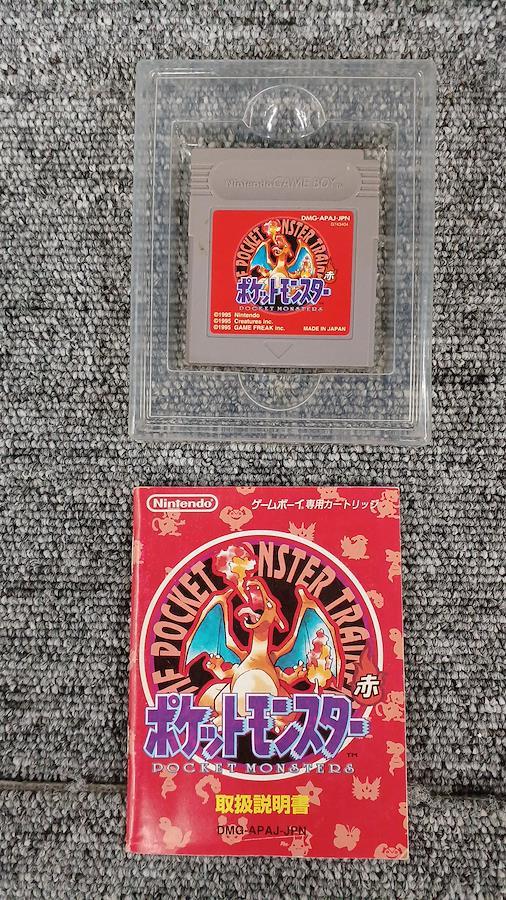 Nintendo GAME BOY TM
DMG-APAJ-JPN
THE POCKET MONSTER TRAINER
赤
ポケットモンスター
POCKET MONSTERS
©1995 Nintendo
©1995 Creatures inc.
©1995 GAME FREAK inc.
MADE IN JAPAN
Nintendo
ゲームボーイ専用カートリッジ
THE POCKET MONSTER TRAINER
赤
ポケットモンスター
TM
POCKET MONSTERS
取扱説明書
DMG-APAJ-JPN